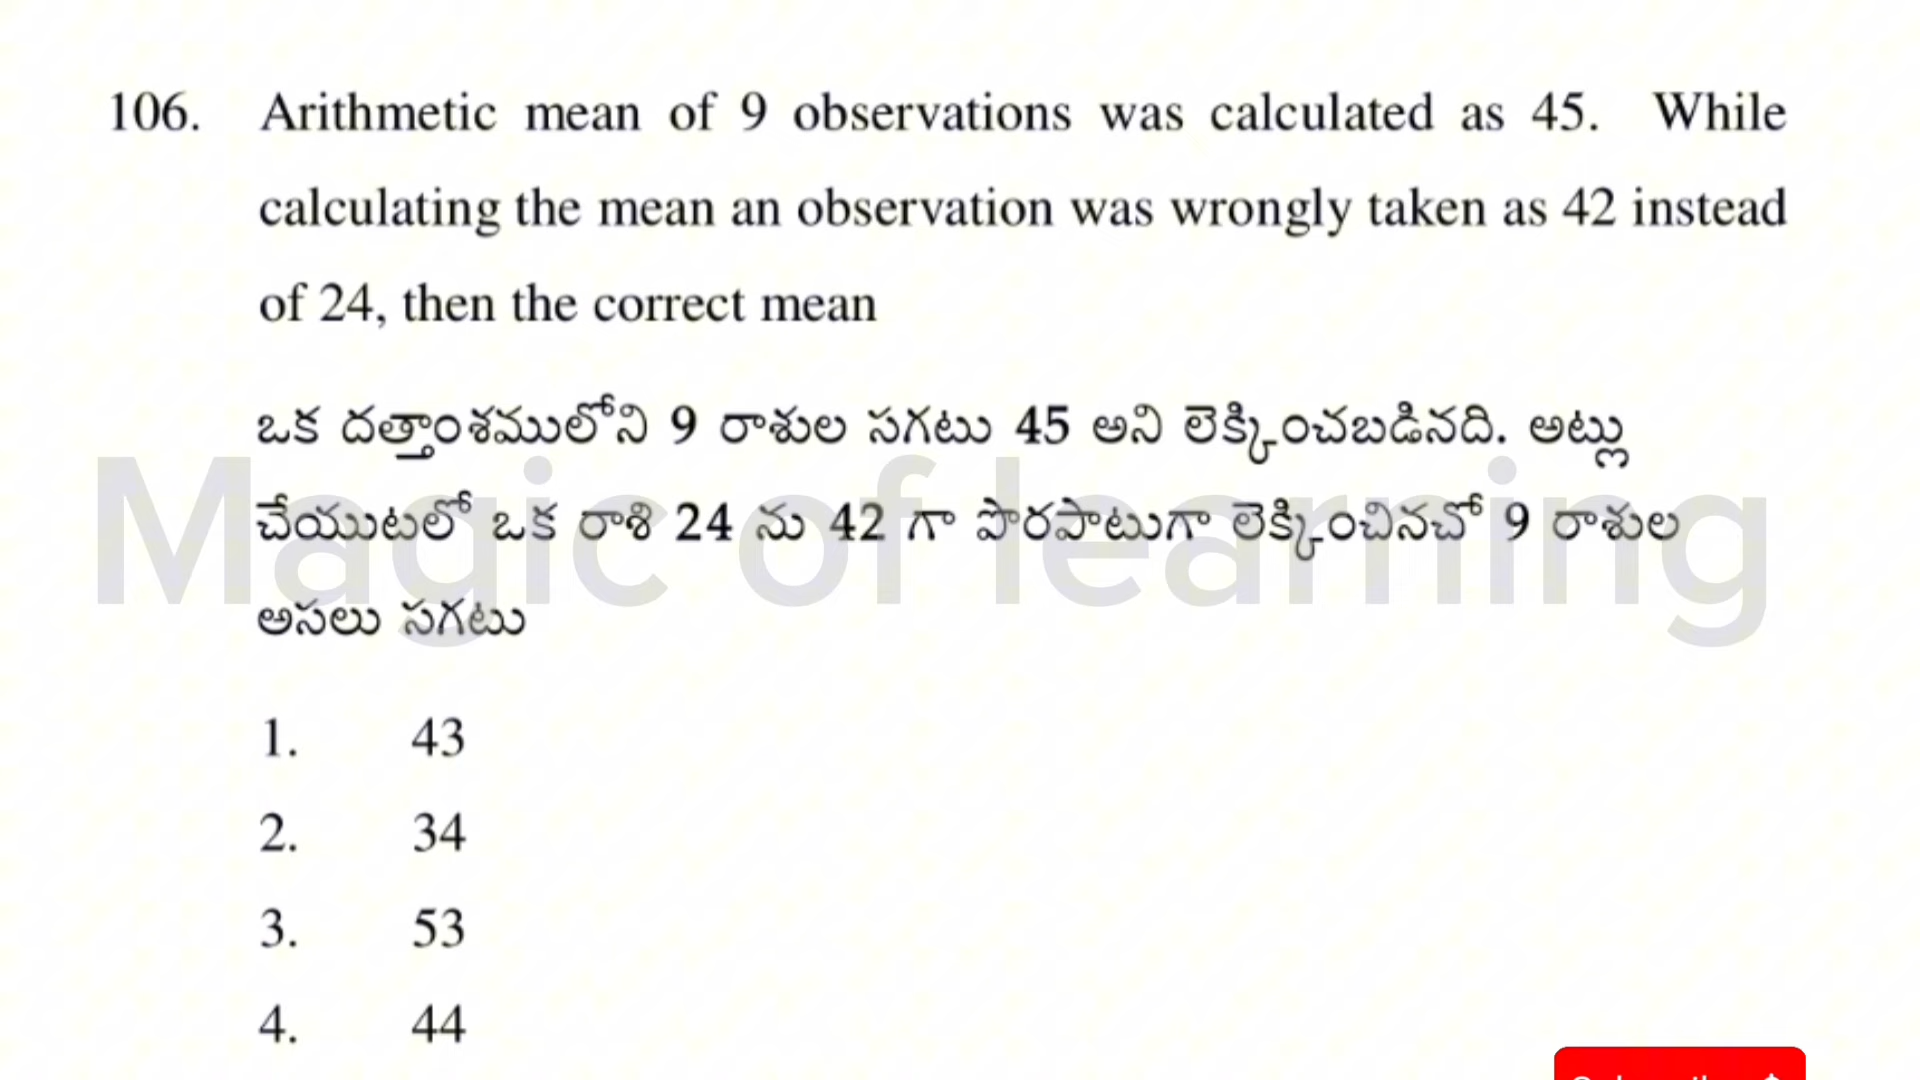 106. Arithmetic mean of 9 observations was calculated as 45. While
calculating the mean an observation was wrongly taken as 42 instead
of 24, then the correct mean
ఒక దత్తాంశములోని 9 రాశుల సగటు 45 అని లెక్కించబడినది. అట్లు
చేయుటలో ఒక రాశి 24 ను 42 గా పొరపాటుగా లెక్కించినచో 9 రాశుల
అసలు సగటు
Magic of learning
1. 43
2. 34
3. 53
4. 44